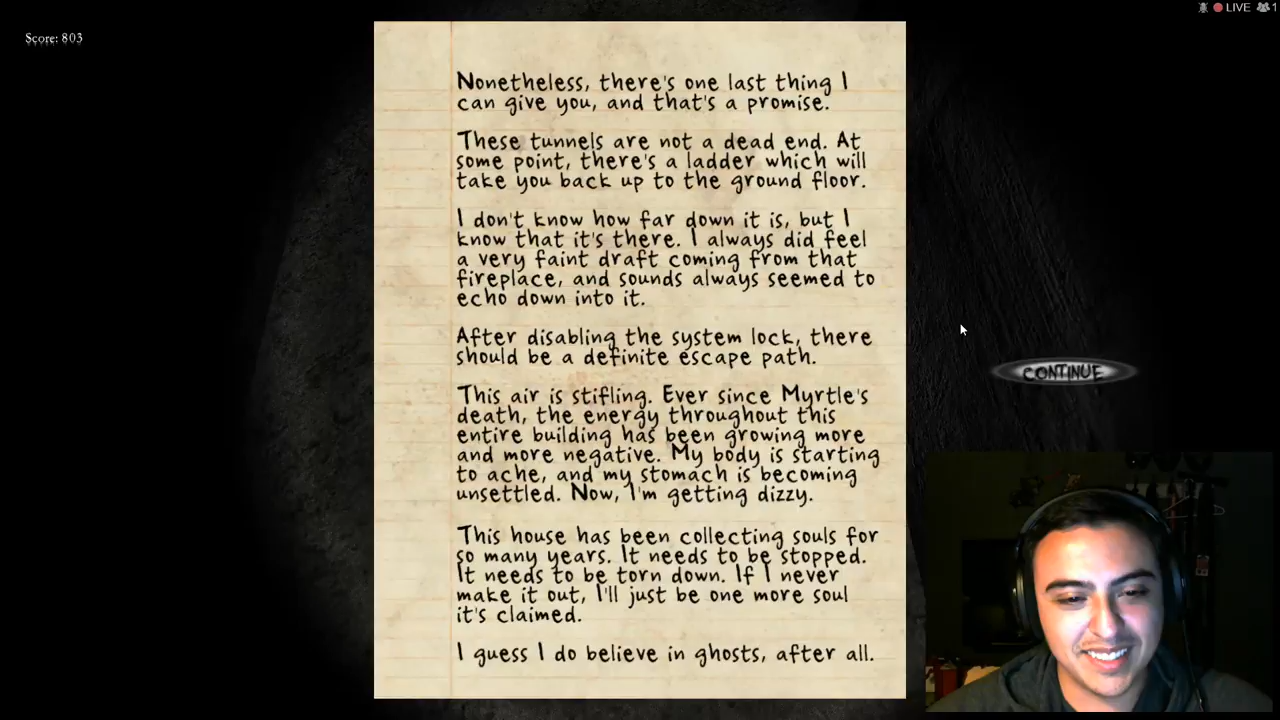 Score: 803
LIVE 1
Nonetheless, there's one last thing I
can give you, and that's a promise.
These tunnels are not a dead end. At
some point, there's a ladder which will
take you back up to the ground floor.
I don't know how far down it is, but I
know that it's there. I always did feel
a very faint draft coming from that
fireplace, and sounds always seemed to
echo down into it.
After disabling the system lock, there
should be a definite escape path.
This air is stifling. Ever since Myrtle's
death, the energy throughout this
entire building has been growing more
and more negative. My body is starting
to ache, and my stomach is becoming
unsettled. Now, I'm getting dizzy.
This house has been collecting souls for
so many years. It needs to be stopped.
It needs to be torn down. If I never
make it out, I'll just be one more soul
it's claimed.
I guess I do believe in ghosts, after all.
CONTINUE